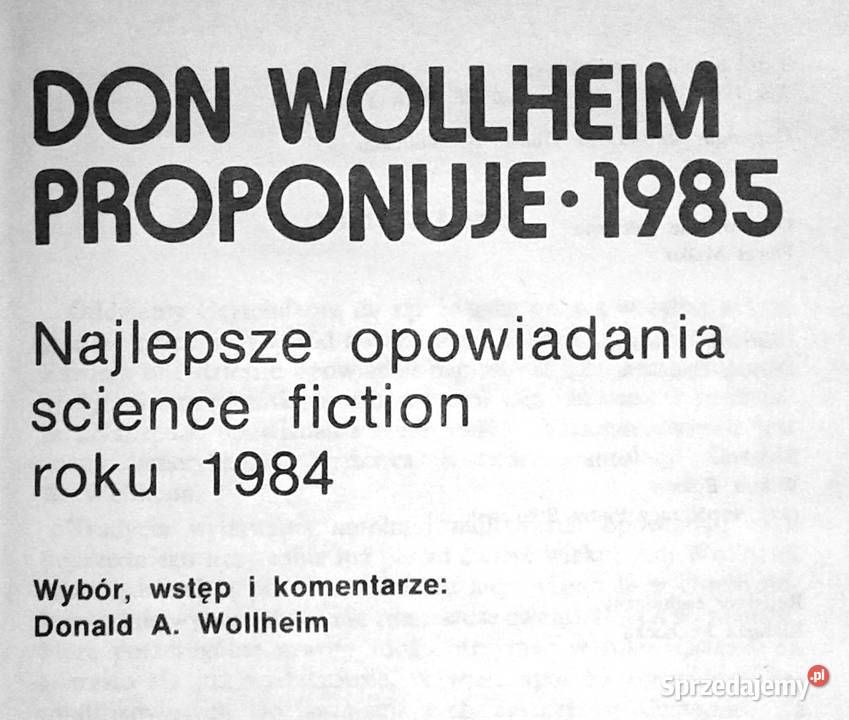 DON WOLLHEIM
PROPONUJE · 1985
Najlepsze opowiadania
science fiction
roku 1984
Wybór, wstęp i komentarze:
Donald A. Wollheim
Sprzedajemy.pl